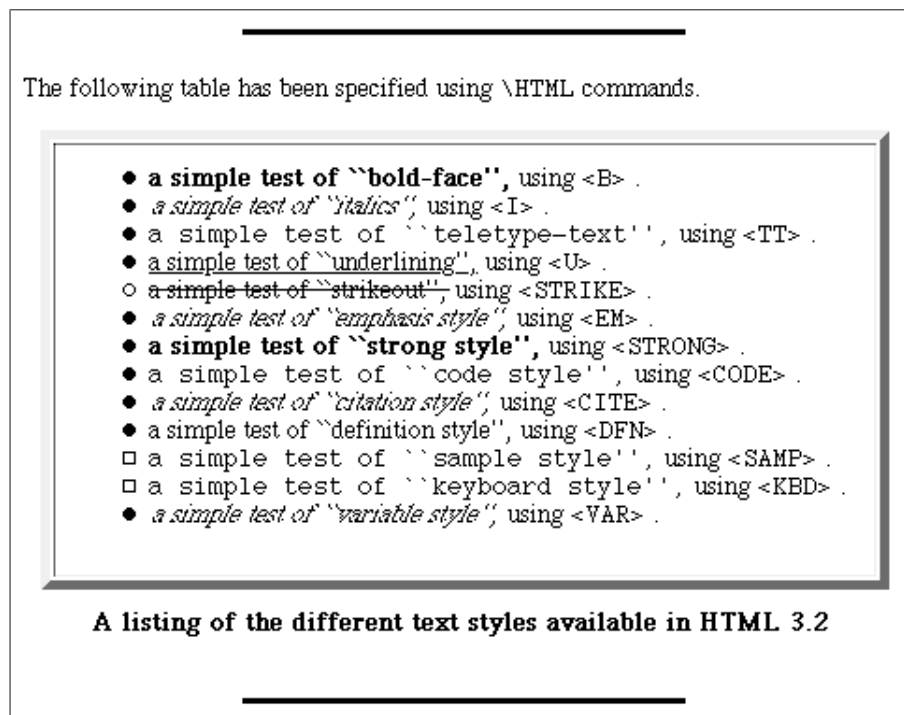 The following table has been specified using \HTML commands.
● a simple test of ``bold-face'', using <B> .
● a simple test of ``italics'', using <I> .
● a simple test of ``teletype-text'', using <TT> .
● a simple test of ``underlining'', using <U> .
○ a simple test of ``strikeout'', using <STRIKE> .
● a simple test of ``emphasis style'', using <EM> .
● a simple test of ``strong style'', using <STRONG> .
● a simple test of ``code style'', using <CODE> .
● a simple test of ``citation style'', using <CITE> .
● a simple test of ``definition style'', using <DFN> .
□ a simple test of ``sample style'', using <SAMP> .
□ a simple test of ``keyboard style'', using <KBD> .
● a simple test of ``variable style'', using <VAR> .
A listing of the different text styles available in HTML 3.2